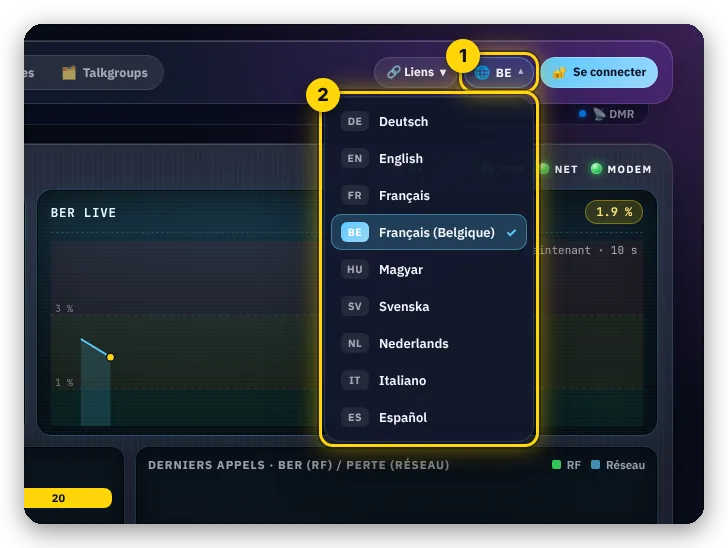 es
Talkgroups
Liens ▼
1
BE ▲
Se connecter
2
DMR
DE Deutsch
EN English
FR Français
BE Français (Belgique) ✓
HU Magyar
SV Svenska
NL Nederlands
IT Italiano
ES Español
NET
MODEM
BER LIVE
1.9 %
intenant · 10 s
3 %
1 %
DERNIERS APPELS · BER (RF) / PERTE (RÉSEAU)
RF
Réseau
20